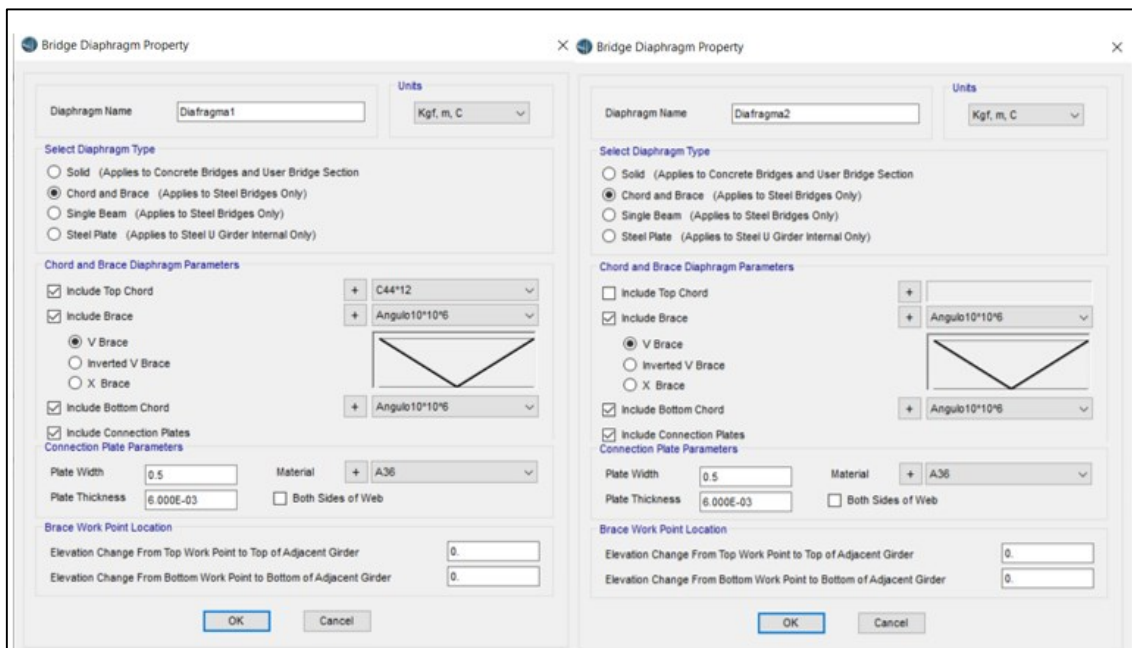 Bridge Diaphragm Property
Units
Diaphragm Name Diafragma1 Kgf, m, C
Select Diaphragm Type
Solid (Applies to Concrete Bridges and User Bridge Section
Chord and Brace (Applies to Steel Bridges Only)
Single Beam (Applies to Steel Bridges Only)
Steel Plate (Applies to Steel U Girder Internal Only)
Chord and Brace Diaphragm Parameters
Include Top Chord + C44*12
Include Brace + Angulo10*10*6
V Brace
Inverted V Brace
X Brace
Include Bottom Chord + Angulo10*10*6
Include Connection Plates
Connection Plate Parameters
Plate Width 0.5 Material + A36
Plate Thickness 6.000E-03 Both Sides of Web
Brace Work Point Location
Elevation Change From Top Work Point to Top of Adjacent Girder 0.
Elevation Change From Bottom Work Point to Bottom of Adjacent Girder 0.
OK Cancel
Bridge Diaphragm Property
Units
Diaphragm Name Diafragma2 Kgf, m, C
Select Diaphragm Type
Solid (Applies to Concrete Bridges and User Bridge Section
Chord and Brace (Applies to Steel Bridges Only)
Single Beam (Applies to Steel Bridges Only)
Steel Plate (Applies to Steel U Girder Internal Only)
Chord and Brace Diaphragm Parameters
Include Top Chord +
Include Brace + Angulo10*10*6
V Brace
Inverted V Brace
X Brace
Include Bottom Chord + Angulo10*10*6
Include Connection Plates
Connection Plate Parameters
Plate Width 0.5 Material + A36
Plate Thickness 6.000E-03 Both Sides of Web
Brace Work Point Location
Elevation Change From Top Work Point to Top of Adjacent Girder 0.
Elevation Change From Bottom Work Point to Bottom of Adjacent Girder 0.
OK Cancel